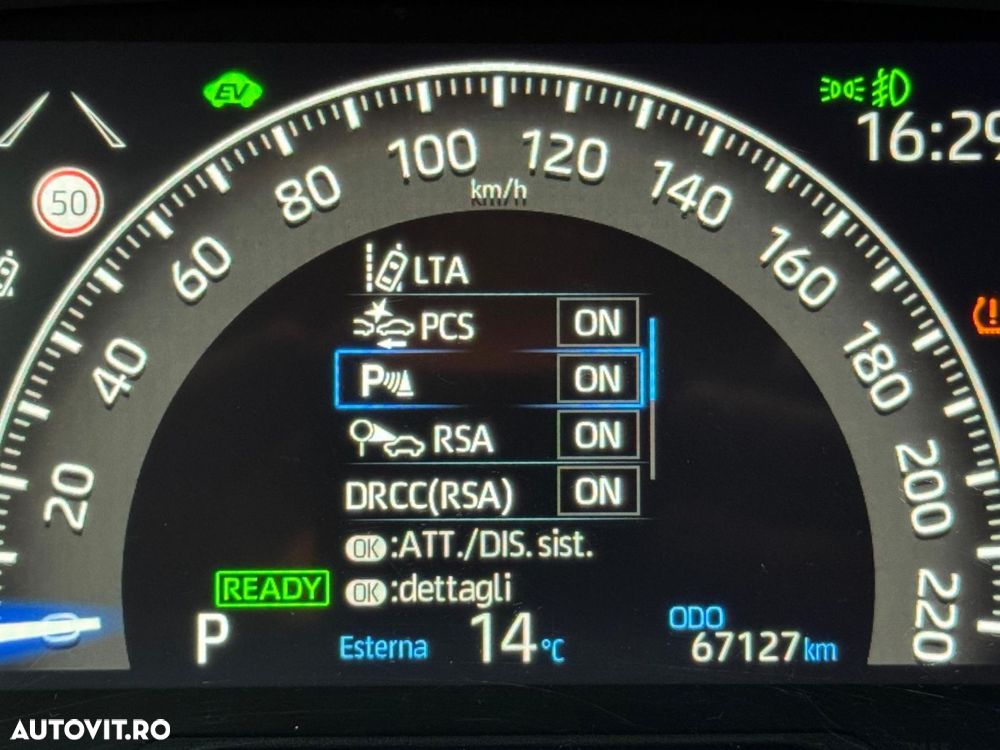 EV
16:29
50
0
20
40
60
80
100
120
140
160
180
200
220
km/h
LTA
PCS ON
P ON
RSA ON
DRCC(RSA) ON
OK:ATT./DIS. sist.
OK:dettagli
READY
P
Esterna 14°C
ODO
67127 km
AUTOVIT.RO